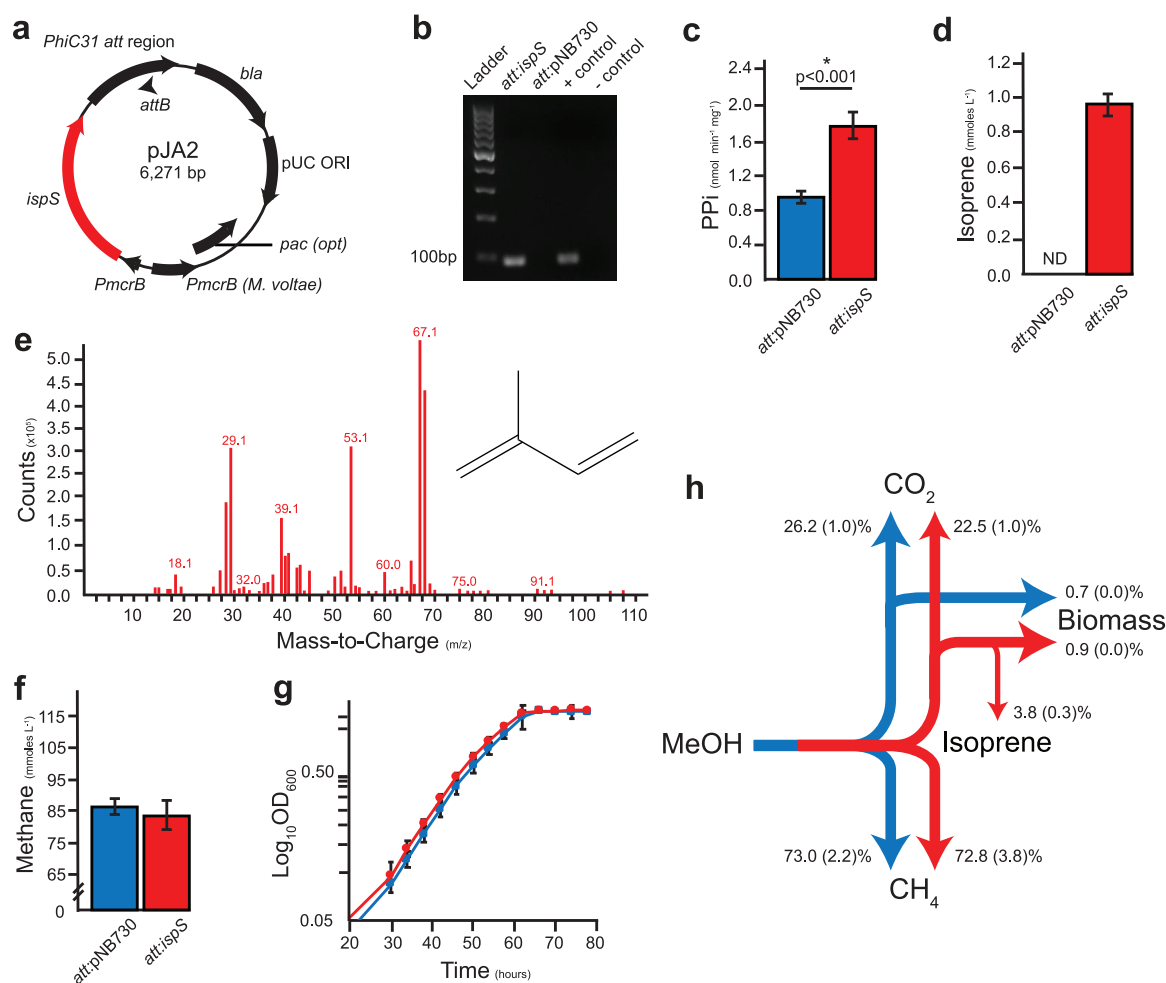 a
PhiC31 att region
bla
attB
pJA2
6,271 bp
pUC ORI
ispS
pac (opt)
PmcrB
PmcrB (M. voltae)
b
Ladder
att:ispS
att:pNB730
+ control
- control
100bp
c
*
p<0.001
2.4
2.0
1.6
1.2
0.8
0.4
0.0
PPi (nmol min⁻¹ mg⁻¹)
att:pNB730
att:ispS
d
1.2
1.0
0.8
0.6
0.4
0.2
0.0
Isoprene (mmoles L⁻¹)
ND
att:pNB730
att:ispS
e
5.0
4.5
4.0
3.0
2.5
2.0
1.5
1.0
0.5
0.0
Counts (x10⁵)
67.1
29.1
53.1
39.1
18.1
32.0
60.0
75.0
91.1
10 20 30 40 50 60 70 80 90 100 110
Mass-to-Charge (m/z)
f
115
105
95
85
75
65
0
Methane (mmoles L⁻¹)
att:pNB730
att:ispS
g
0.50
0.05
Log₁₀OD₆₀₀
20 30 40 50 60 70 80
Time (hours)
h
CO₂
26.2 (1.0)%
22.5 (1.0)%
0.7 (0.0)%
Biomass
0.9 (0.0)%
3.8 (0.3)%
Isoprene
MeOH
73.0 (2.2)%
72.8 (3.8)%
CH₄